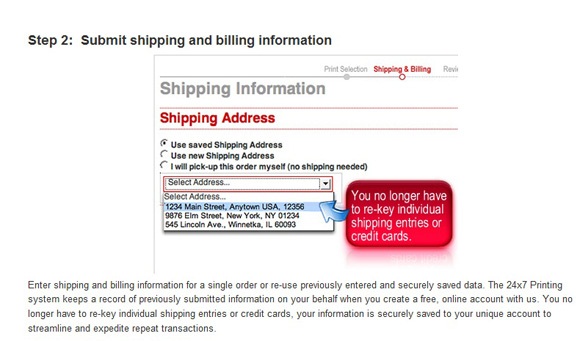 Step 2:  Submit shipping and billing information
Print Selection  Shipping & Billing  Revie
Shipping Information
Shipping Address
Use saved Shipping Address
Use new Shipping Address
I will pick-up this order myself (no shipping needed)
Select Address...
Select Address...
1234 Main Street, Anytown USA, 12356
9876 Elm Street, New York, NY 01234
545 Lincoln Ave., Winnetka, IL 60093
You no longer have
to re-key individual
shipping entries or
credit cards.
Enter shipping and billing information for a single order or re-use previously entered and securely saved data. The 24x7 Printing
system keeps a record of previously submitted information on your behalf when you create a free, online account with us. You no
longer have to re-key individual shipping entries or credit cards, your information is securely saved to your unique account to
streamline and expedite repeat transactions.